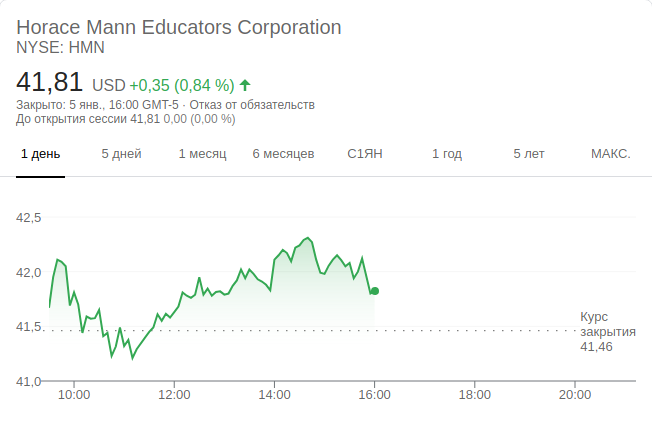 Horace Mann Educators Corporation
NYSE: HMN
41,81 USD +0,35 (0,84 %)
Закрыто: 5 янв., 16:00 GMT-5 · Отказ от обязательств
До открытия сессии 41,81 0,00 (0,00 %)
1 день 5 дней 1 месяц 6 месяцев С1ЯН 1 год 5 лет МАКС.
42,5
42,0
41,5
41,0
Курс
закрытия
41,46
10:00 12:00 14:00 16:00 18:00 20:00